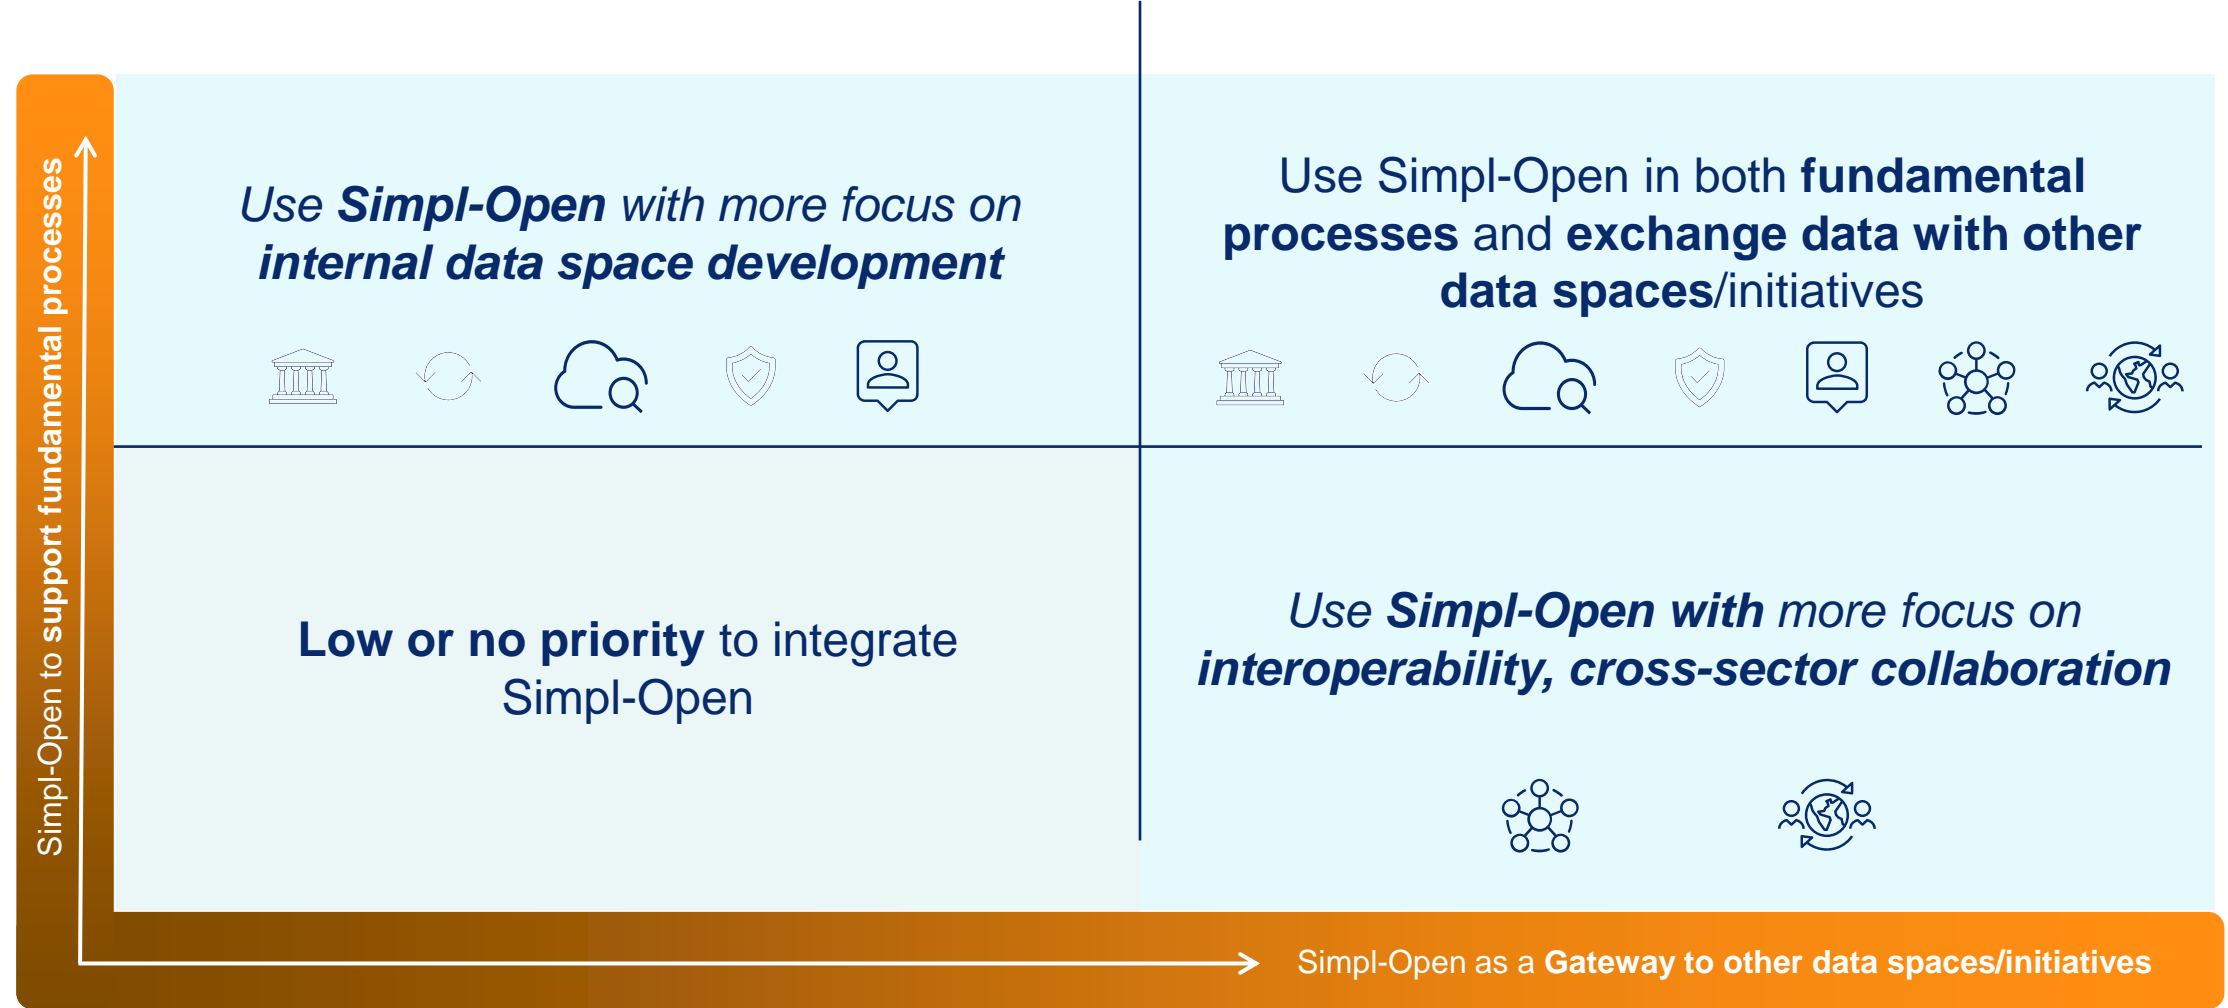 Simpl-Open to support fundamental processes
Use Simpl-Open with more focus on
internal data space development
Use Simpl-Open in both fundamental
processes and exchange data with other
data spaces/initiatives
Low or no priority to integrate
Simpl-Open
Use Simpl-Open with more focus on
interoperability, cross-sector collaboration
Simpl-Open as a Gateway to other data spaces/initiatives